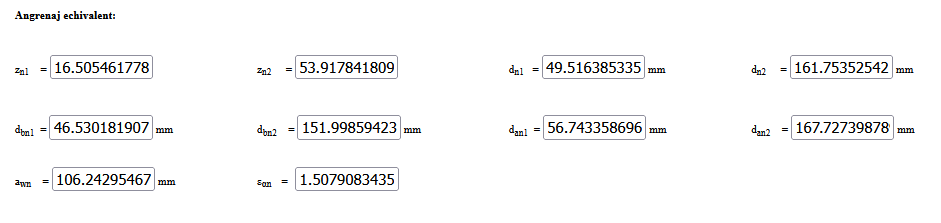 Angrenaj echivalent:
zn1 = 16.505461778 zn2 = 53.917841809 dn1 = 49.516385335 mm dn2 = 161.75352542 mm
dbn1 = 46.530181907 mm dbn2 = 151.99859423 mm dan1 = 56.743358696 mm dan2 = 167.72739878 mm
awn = 106.24295467 mm εαn = 1.5079083435